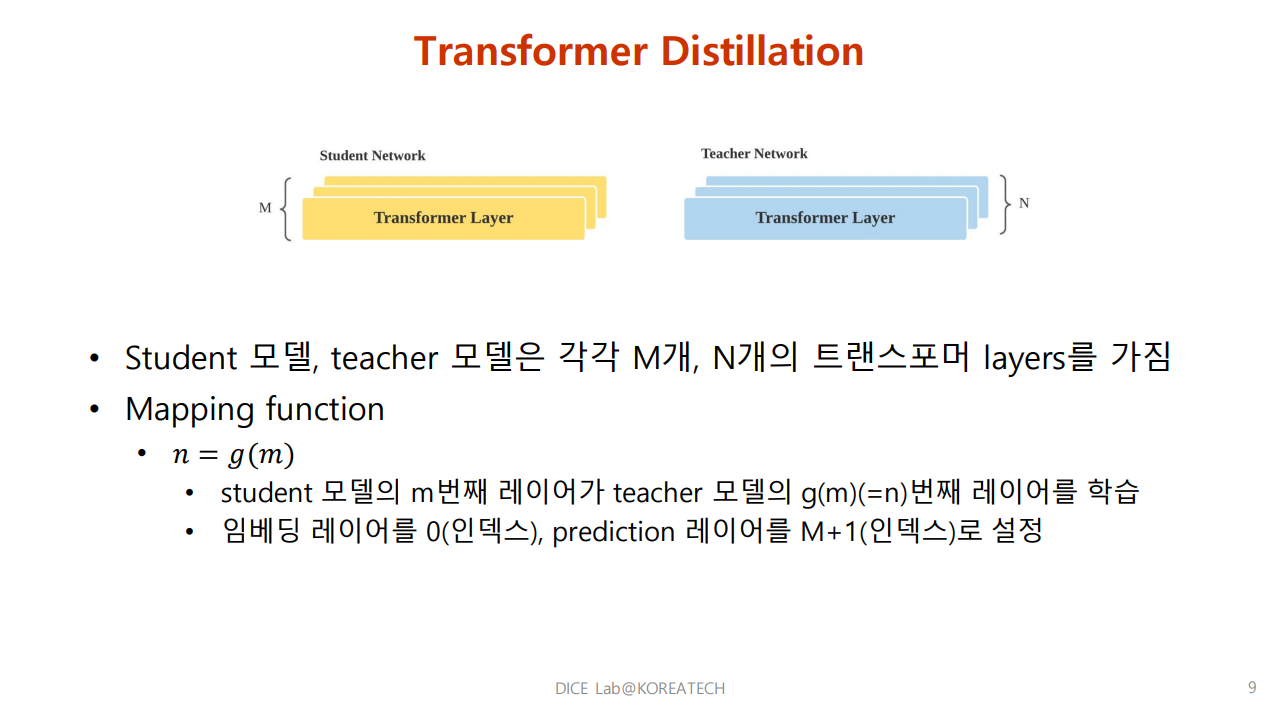 Transformer Distillation
Student Network
Teacher Network
M
Transformer Layer
Transformer Layer
N
• Student 모델, teacher 모델은 각각 M개, N개의 트랜스포머 layers를 가짐
• Mapping function
• n = g(m)
• student 모델의 m번째 레이어가 teacher 모델의 g(m)(=n)번째 레이어를 학습
• 임베딩 레이어를 0(인덱스), prediction 레이어를 M+1(인덱스)로 설정
DICE Lab@KOREATECH
9